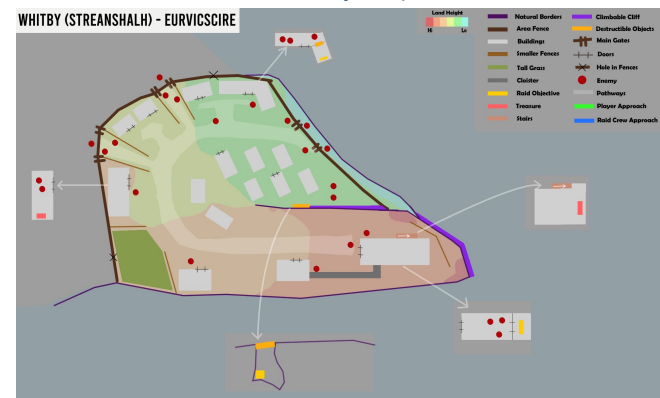 WHITBY (STREANSHALH) - EURVICSCIRE
Land Height
Hi Lo
Natural Borders
Area Fence
Buildings
Smaller Fences
Tall Grass
Cloister
Raid Objective
Treasure
Stairs
Climbable Cliff
Destructible Objects
Main Gates
Doors
Hole in Fences
Enemy
Pathways
Player Approach
Raid Crew Approach